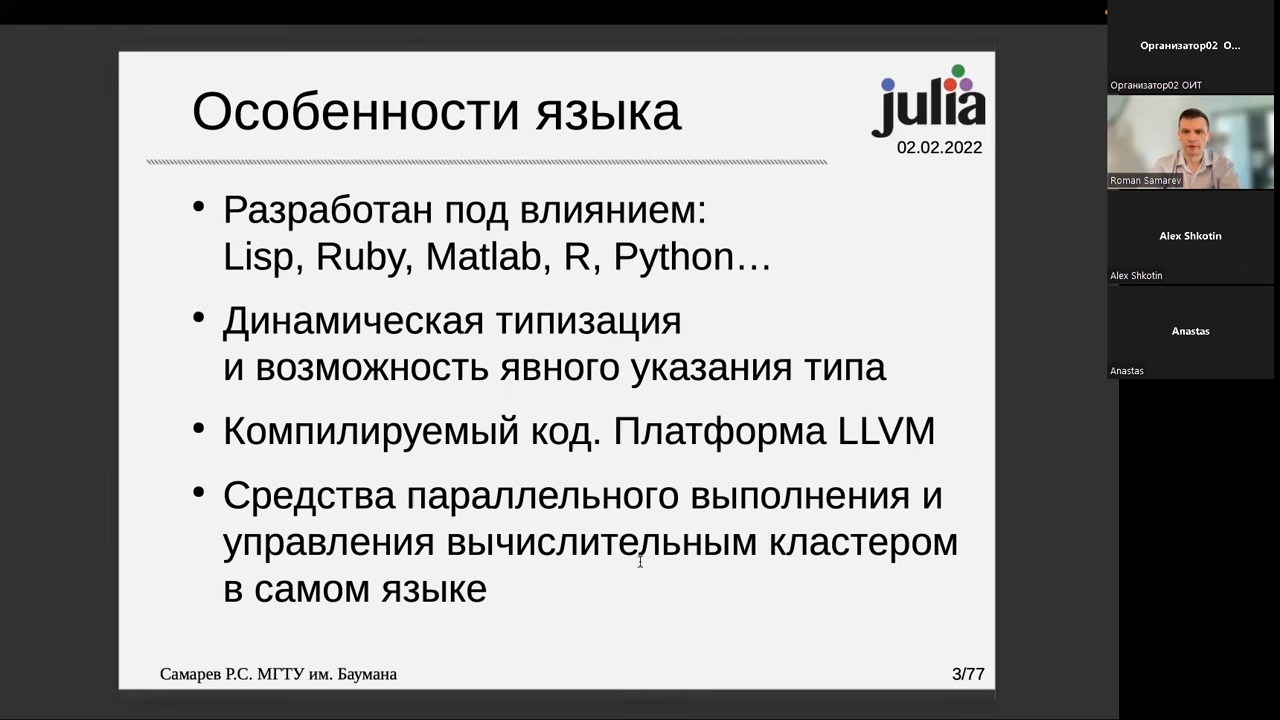 Особенности языка
julia
02.02.2022
• Разработан под влиянием:
Lisp, Ruby, Matlab, R, Python…
• Динамическая типизация
и возможность явного указания типа
• Компилируемый код. Платформа LLVM
• Средства параллельного выполнения и
управления вычислительным кластером
в самом языке
Самарев Р.С. МГТУ им. Баумана
3/77
Организатор02 О...
Организатор02 ОИТ
Roman Samarev
Alex Shkotin
Alex Shkotin
Anastas
Anastas